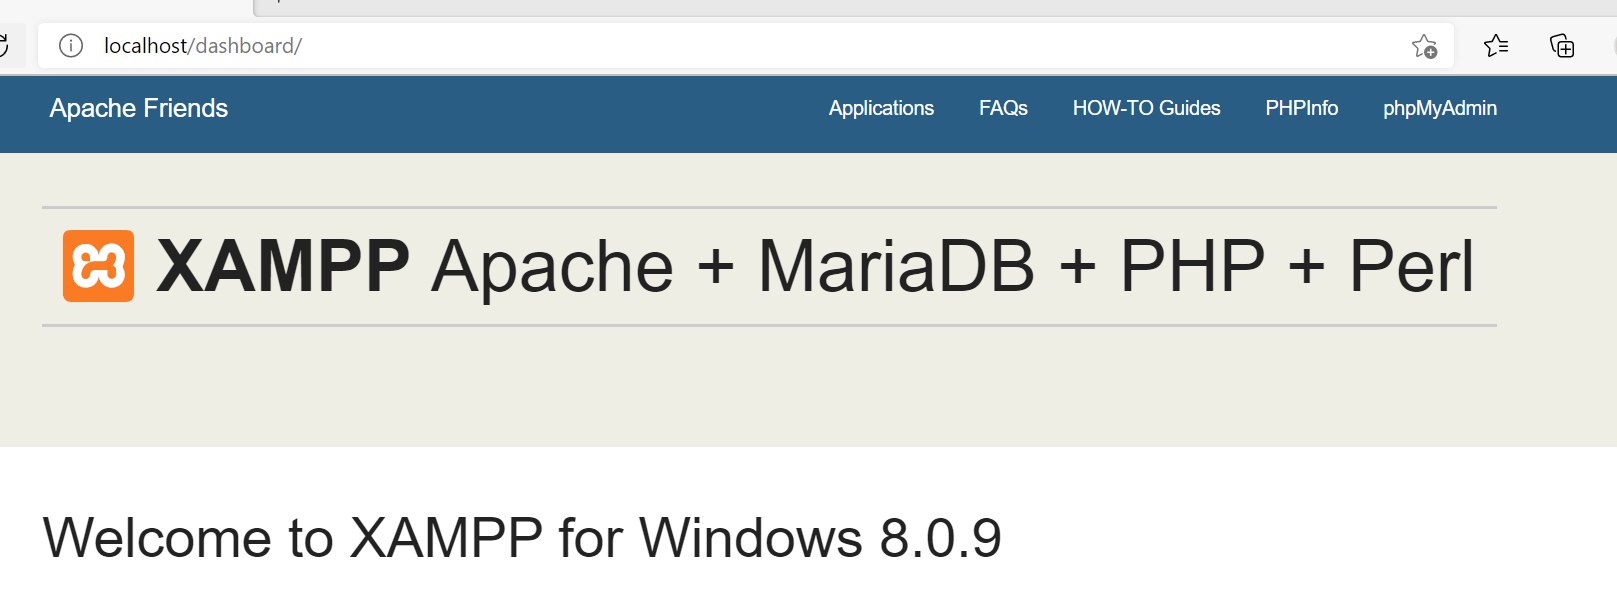 localhost/dashboard/
Apache Friends Applications FAQs HOW-TO Guides PHPInfo phpMyAdmin
XAMPP Apache + MariaDB + PHP + Perl
Welcome to XAMPP for Windows 8.0.9